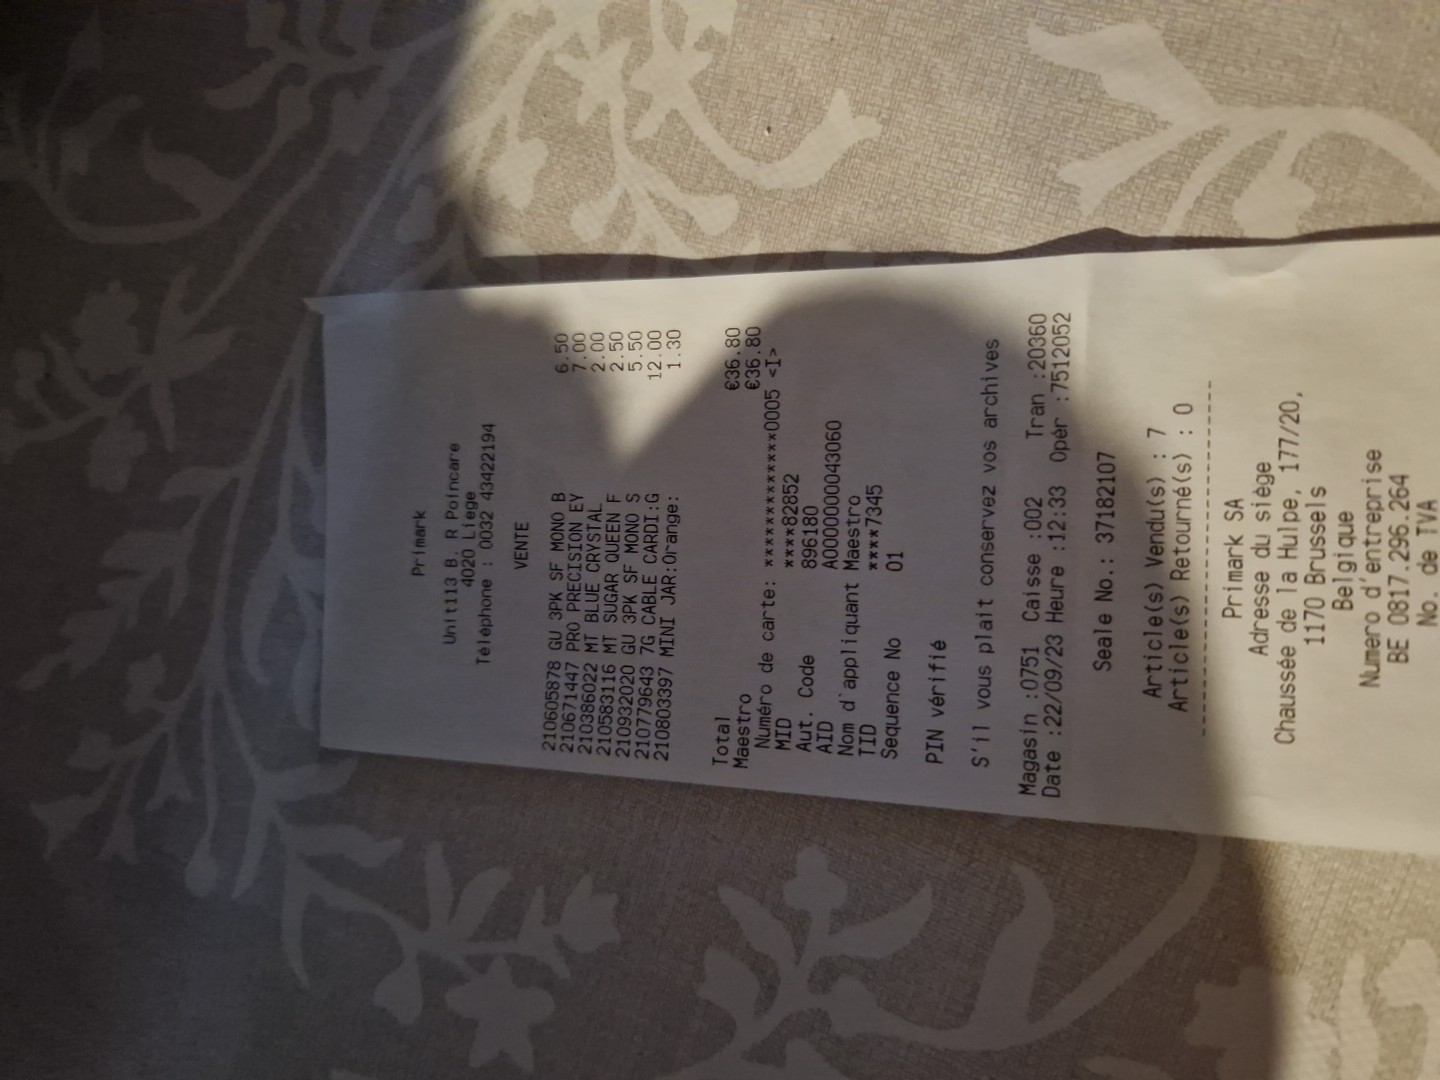 Primark
Unit113 B. R Poincare
4020 Liege
Téléphone : 0032 43422194
VENTE
210605878 GU 3PK SF MONO B 6.50
210671447 PRO PRECISION EY 7.00
210386022 MT BLUE CRYSTAL 2.00
210583116 MT SUGAR QUEEN F 2.50
210932020 GU 3PK SF MONO S 5.50
210779643 7G CABLE CARDI:G 12.00
210803397 MINI JAR:Orange: 1.30
Total €36.80
Maestro €36.80
Numéro de carte: ***************0005 <I>
MID ****82852
Aut. Code 896180
AID A0000000043060
Nom d'appliquant Maestro
TID ****7345
Sequence No 01
PIN vérifié
S'il vous plait conservez vos archives
Magasin :0751 Caisse :002 Tran :20360
Date :22/09/23 Heure :12:33 Opér :7512052
Seale No.: 37182107
Article(s) Vendu(s) : 7
Article(s) Retourné(s) : 0
Primark SA
Adresse du siège
Chaussée de la Hulpe, 177/20,
1170 Brussels
Belgique
Numero d'entreprise
BE 0817.296.264
No. de TVA